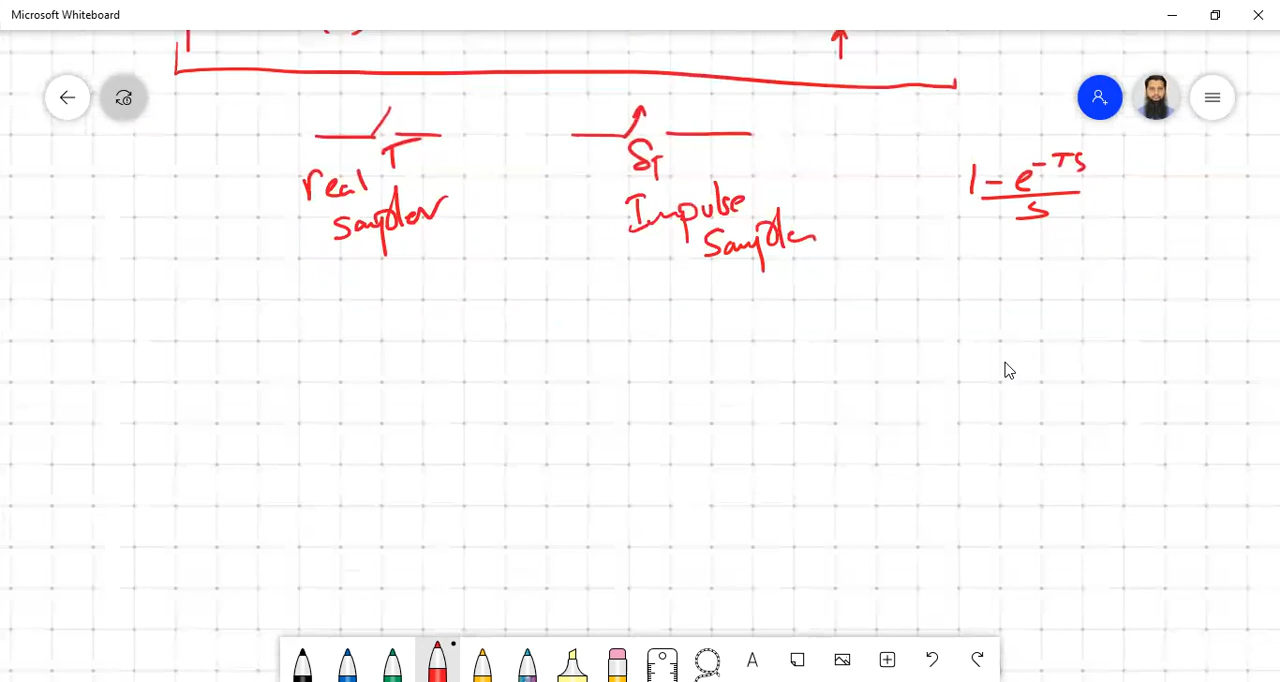 Microsoft Whiteboard
T
real
sampler
δT
Impulse
Sampler
1 - e^-TS
S
A